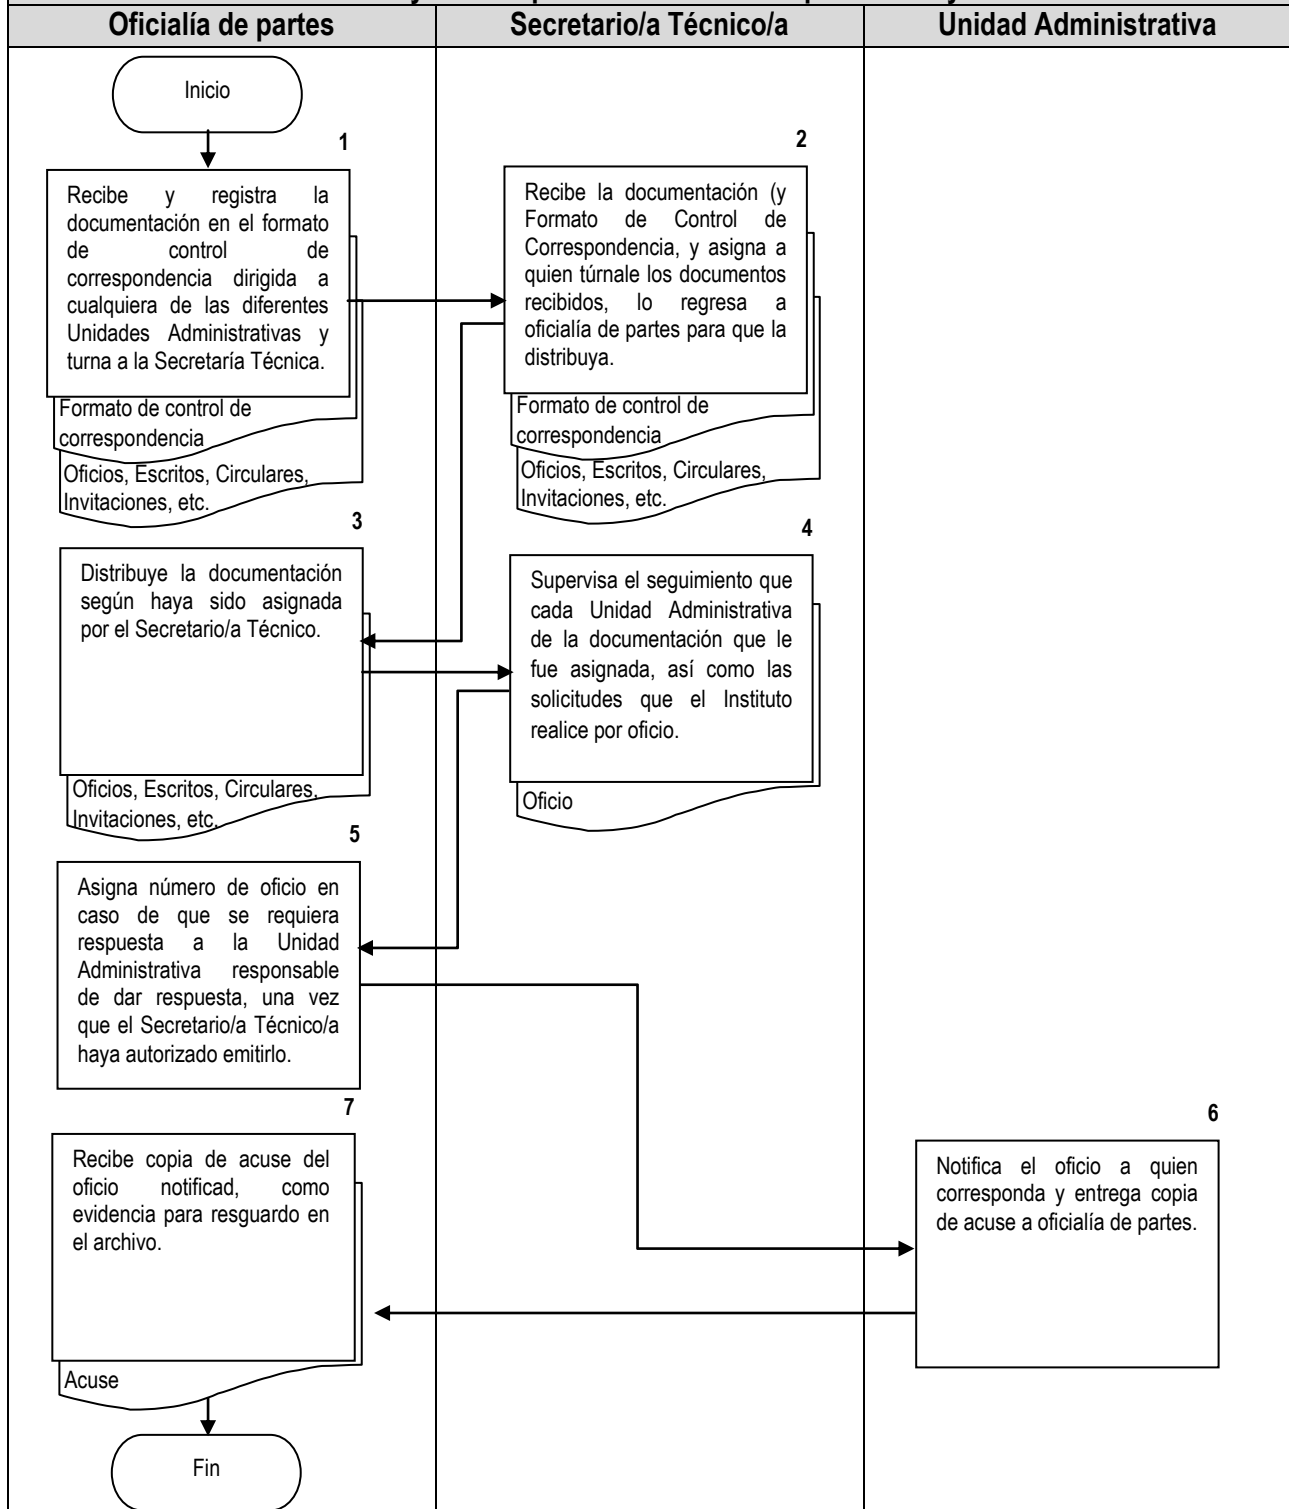 Oficialía de partes
Secretario/a Técnico/a
Unidad Administrativa
Inicio
1
Recibe y registra la
documentación en el formato
de control de
correspondencia dirigida a
cualquiera de las diferentes
Unidades Administrativas y
turna a la Secretaría Técnica.
Formato de control de
correspondencia
Oficios, Escritos, Circulares,
Invitaciones, etc.
2
Recibe la documentación (y
Formato de Control de
Correspondencia, y asigna a
quien túrnale los documentos
recibidos, lo regresa a
oficialía de partes para que la
distribuya.
Formato de control de
correspondencia
Oficios, Escritos, Circulares,
Invitaciones, etc.
3
Distribuye la documentación
según haya sido asignada
por el Secretario/a Técnico.
Oficios, Escritos, Circulares,
Invitaciones, etc.
4
Supervisa el seguimiento que
cada Unidad Administrativa
de la documentación que le
fue asignada, así como las
solicitudes que el Instituto
realice por oficio.
Oficio
5
Asigna número de oficio en
caso de que se requiera
respuesta a la Unidad
Administrativa responsable
de dar respuesta, una vez
que el Secretario/a Técnico/a
haya autorizado emitirlo.
6
Notifica el oficio a quien
corresponda y entrega copia
de acuse a oficialía de partes.
7
Recibe copia de acuse del
oficio notificad, como
evidencia para resguardo en
el archivo.
Acuse
Fin